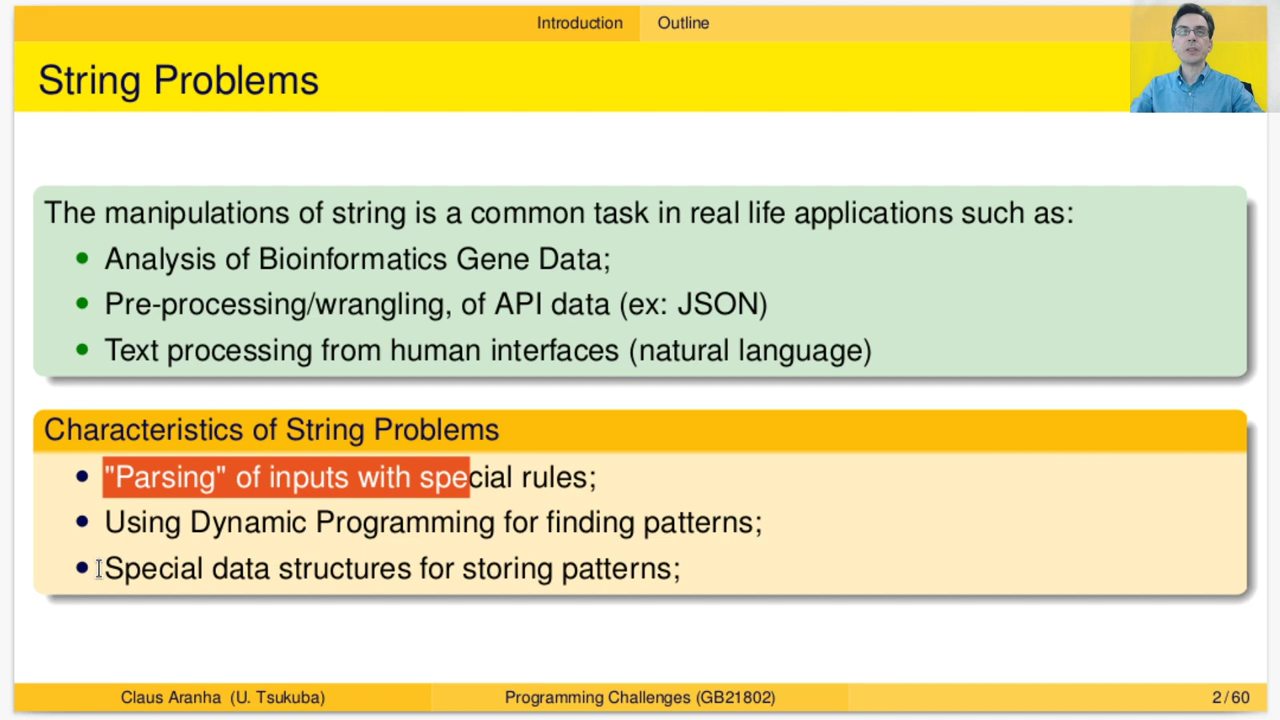 Introduction Outline
String Problems
The manipulations of string is a common task in real life applications such as:
Analysis of Bioinformatics Gene Data;
Pre-processing/wrangling, of API data (ex: JSON)
Text processing from human interfaces (natural language)
Characteristics of String Problems
"Parsing" of inputs with special rules;
Using Dynamic Programming for finding patterns;
Special data structures for storing patterns;
Claus Aranha (U. Tsukuba) Programming Challenges (GB21802) 2/60